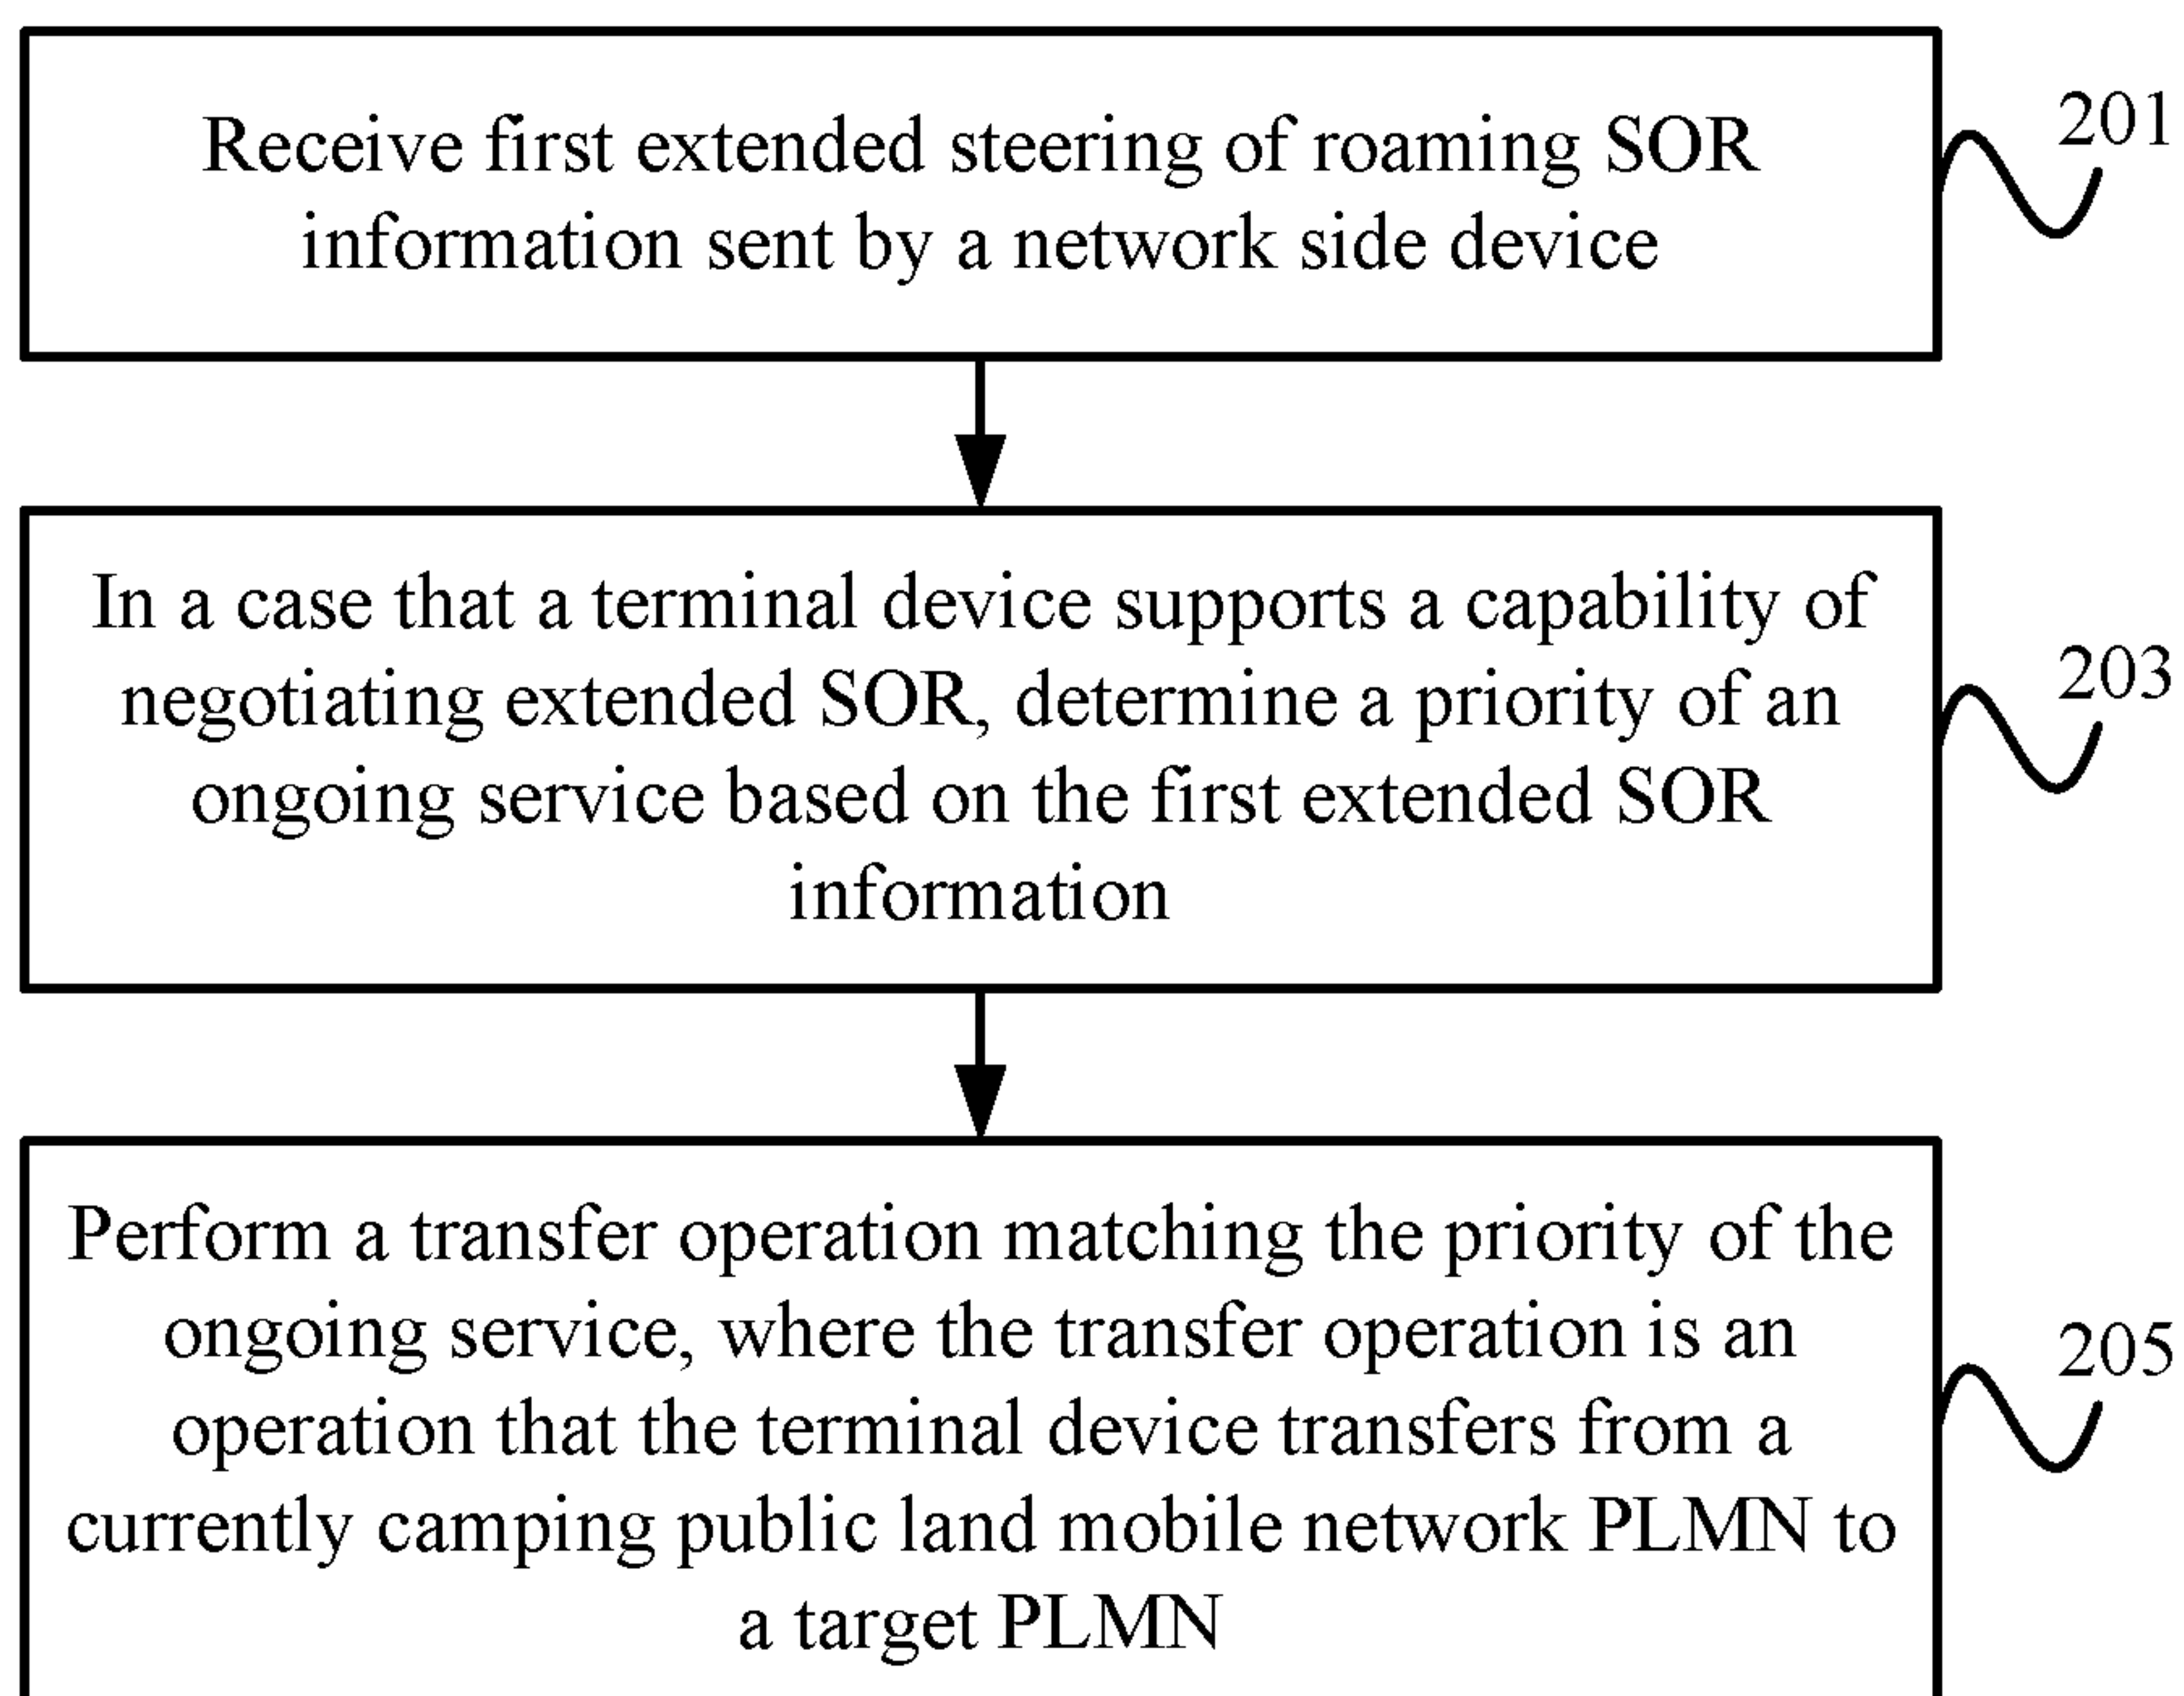 Receive first extended steering of roaming SOR
information sent by a network side device
201
In a case that a terminal device supports a capability of
negotiating extended SOR, determine a priority of an
ongoing service based on the first extended SOR
information
203
Perform a transfer operation matching the priority of the
ongoing service, where the transfer operation is an
operation that the terminal device transfers from a
currently camping public land mobile network PLMN to
a target PLMN
205